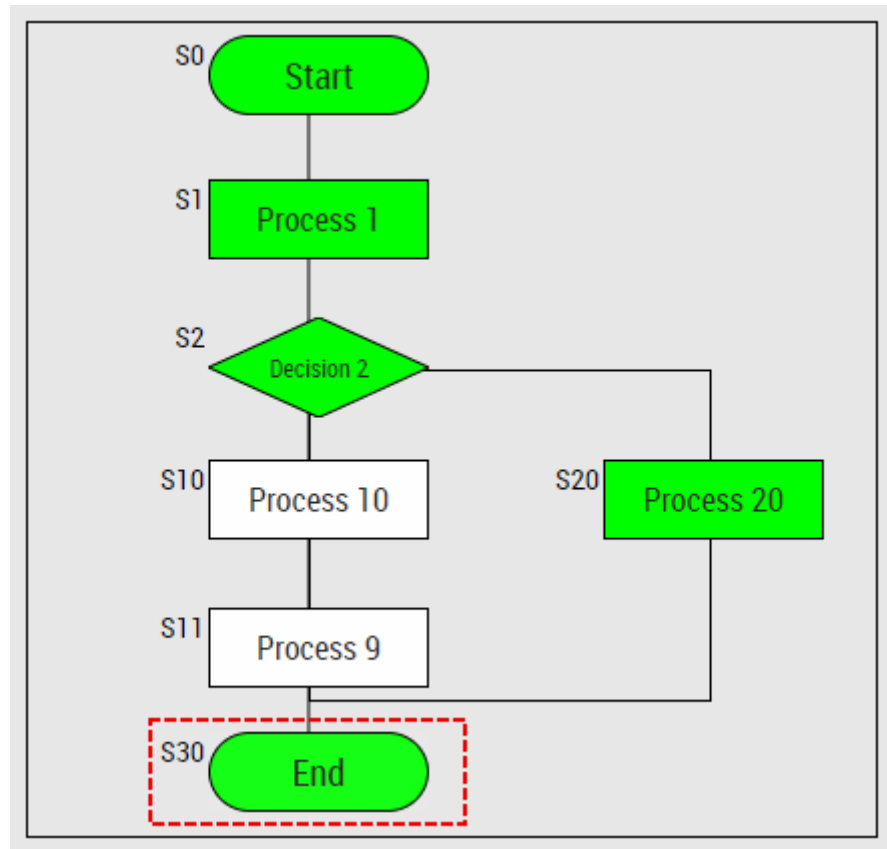 S0
Start
S1
Process 1
S2
Decision 2
S10
Process 10
S20
Process 20
S11
Process 9
S30
End